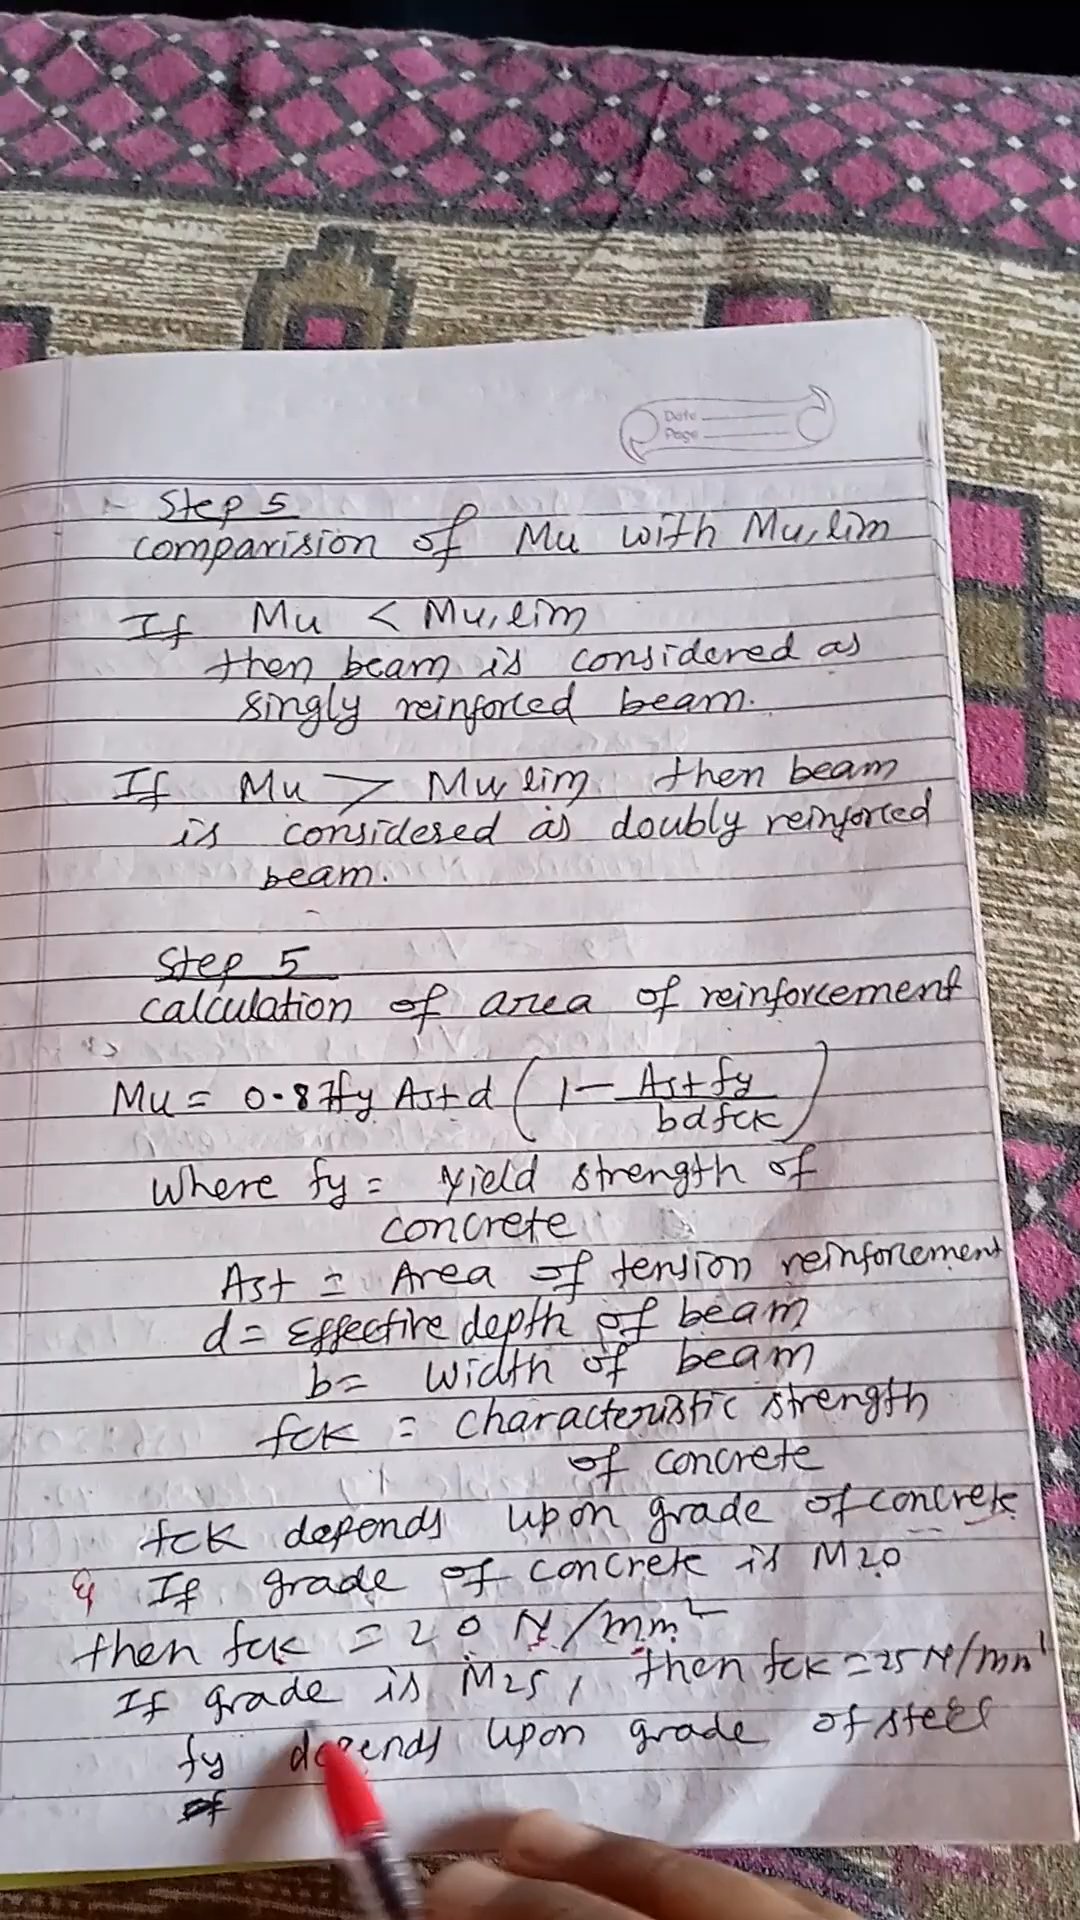 Date
Page
Step 5
comparision of Mu with Mu,lim
If Mu < Mu,lim
then beam is considered as
singly reinforced beam.
If Mu > Mu,lim then beam
is considered as doubly reinforced
beam.
Step 5
calculation of area of reinforcement
Mu = 0.87fy Ast d (1 - Ast fy / bdfck)
where fy = yield strength of
concrete
Ast = Area of tension reinforcement
d = Effective depth of beam
b = width of beam
fck = characteristic strength
of concrete
fck depends upon grade of concrete
If grade of concrete is M20
then fck = 20 N/mm²
If grade is M25, then fck = 25 N/mm
fy depends upon grade of steel